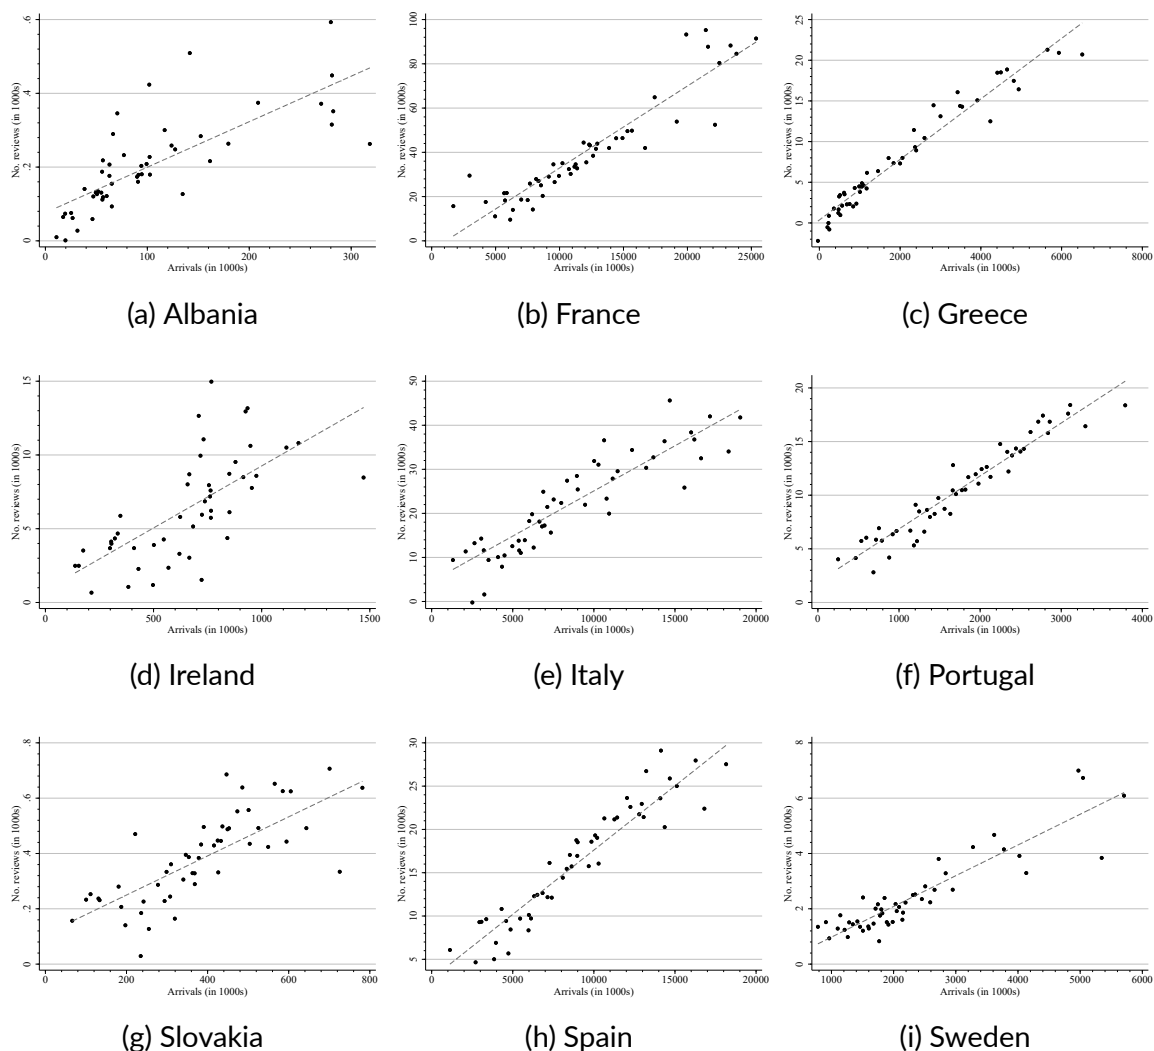 No. reviews (in 1000s)
0 .2 .4 .6
0 100 200 300
Arrivals (in 1000s)
(a) Albania
No. reviews (in 1000s)
0 20 40 60 80 100
0 5000 10000 15000 20000 25000
Arrivals (in 1000s)
(b) France
No. reviews (in 1000s)
0 5 10 15 20 25
0 2000 4000 6000 8000
Arrivals (in 1000s)
(c) Greece
No. reviews (in 1000s)
0 5 10 15
0 500 1000 1500
Arrivals (in 1000s)
(d) Ireland
No. reviews (in 1000s)
0 10 20 30 40 50
0 5000 10000 15000 20000
Arrivals (in 1000s)
(e) Italy
No. reviews (in 1000s)
0 5 10 15 20
0 1000 2000 3000 4000
Arrivals (in 1000s)
(f) Portugal
No. reviews (in 1000s)
0 .2 .4 .6 .8
0 200 400 600 800
Arrivals (in 1000s)
(g) Slovakia
No. reviews (in 1000s)
5 10 15 20 25 30
0 5000 10000 15000 20000
Arrivals (in 1000s)
(h) Spain
No. reviews (in 1000s)
0 2 4 6 8
1000 2000 3000 4000 5000 6000
Arrivals (in 1000s)
(i) Sweden